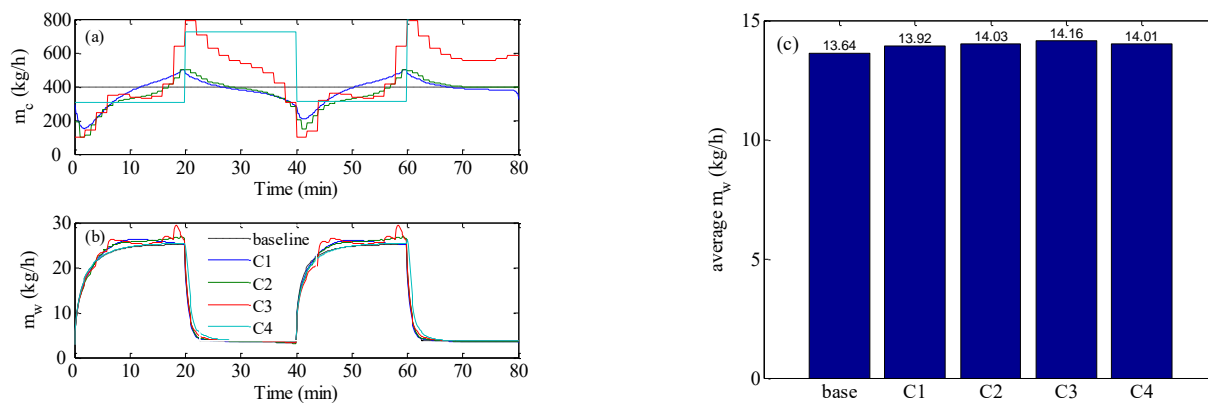 (a)
m_c (kg/h)
800
600
400
200
0
0 10 20 30 40 50 60 70 80
Time (min)
(b)
m_w (kg/h)
30
20
10
0
baseline
C1
C2
C3
C4
0 10 20 30 40 50 60 70 80
Time (min)
(c)
average m_w (kg/h)
15
10
5
0
13.64 13.92 14.03 14.16 14.01
base C1 C2 C3 C4